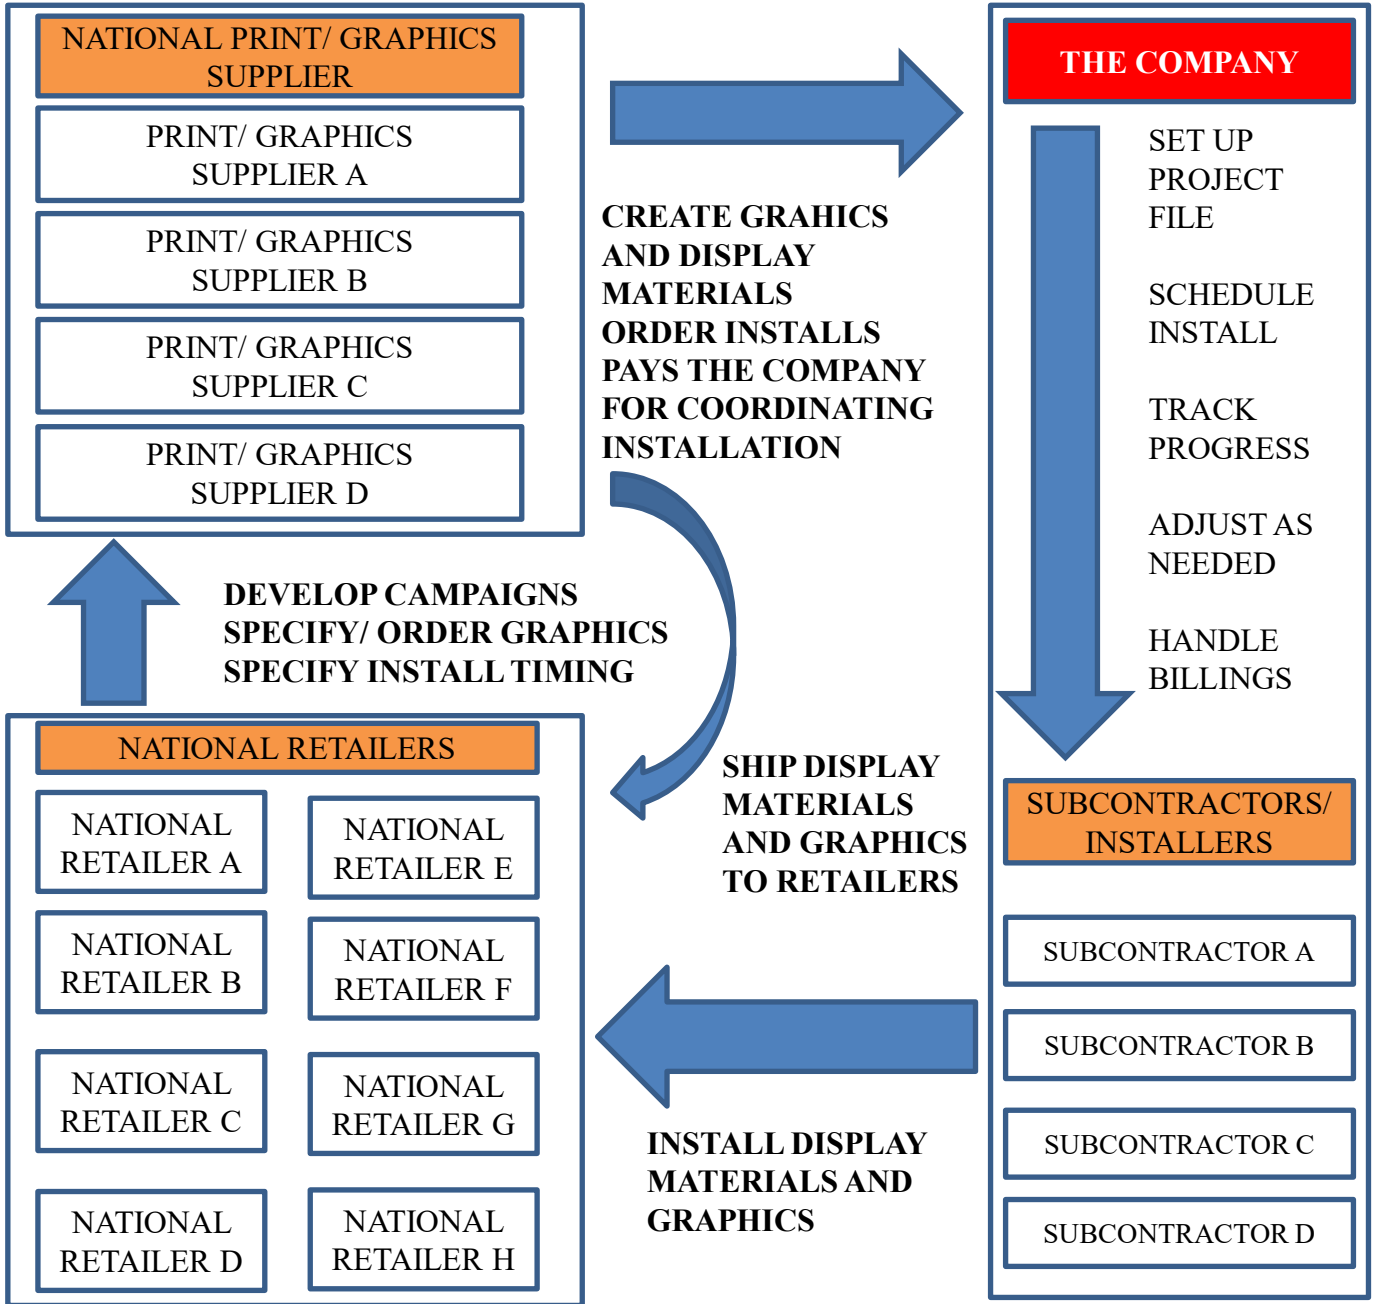 NATIONAL PRINT/ GRAPHICS
SUPPLIER
PRINT/ GRAPHICS
SUPPLIER A
PRINT/ GRAPHICS
SUPPLIER B
PRINT/ GRAPHICS
SUPPLIER C
PRINT/ GRAPHICS
SUPPLIER D
CREATE GRAHICS
AND DISPLAY
MATERIALS
ORDER INSTALLS
PAYS THE COMPANY
FOR COORDINATING
INSTALLATION
THE COMPANY
SET UP
PROJECT
FILE
SCHEDULE
INSTALL
TRACK
PROGRESS
ADJUST AS
NEEDED
HANDLE
BILLINGS
DEVELOP CAMPAIGNS
SPECIFY/ ORDER GRAPHICS
SPECIFY INSTALL TIMING
SHIP DISPLAY
MATERIALS
AND GRAPHICS
TO RETAILERS
NATIONAL RETAILERS
NATIONAL
RETAILER A
NATIONAL
RETAILER B
NATIONAL
RETAILER C
NATIONAL
RETAILER D
NATIONAL
RETAILER E
NATIONAL
RETAILER F
NATIONAL
RETAILER G
NATIONAL
RETAILER H
INSTALL DISPLAY
MATERIALS AND
GRAPHICS
SUBCONTRACTORS/
INSTALLERS
SUBCONTRACTOR A
SUBCONTRACTOR B
SUBCONTRACTOR C
SUBCONTRACTOR D